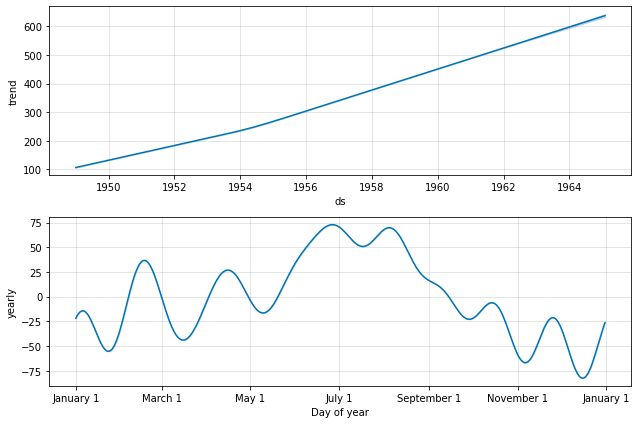 600
500
400
300
200
100
trend
1950 1952 1954 1956 1958 1960 1962 1964
ds
75
50
25
0
−25
−50
−75
yearly
January 1 March 1 May 1 July 1 September 1 November 1 January 1
Day of year